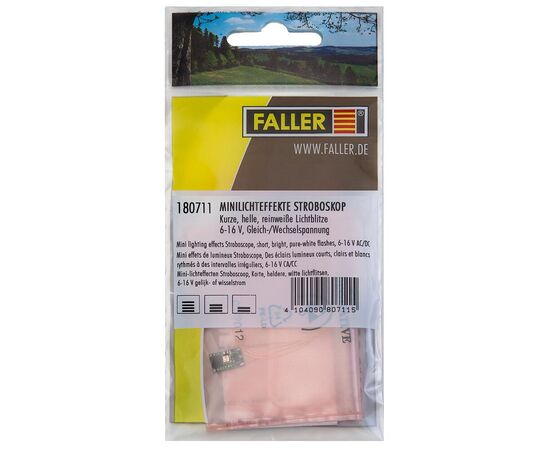 FALLER
®
WWW.FALLER.DE
180711 MINILICHTEFFEKTE STROBOSKOP
Kurze, helle, reinweiße Lichtblitze
6-16 V, Gleich-/Wechselspannung
Mini lighting effects Stroboscope, short, bright, pure-white flashes, 6-16 V AC/DC
Mini effets de lumineux Stroboscope, Des éclairs lumineux courts, clairs et blancs
rythmés à des intervalles irréguliers, 6-16 V CA/CC
Mini-lichteffecten Stroboscoop, Korte, heldere, witte lichtflitsen,
6-16 V gelijk- of wisselstrom
4 104090 807115
12